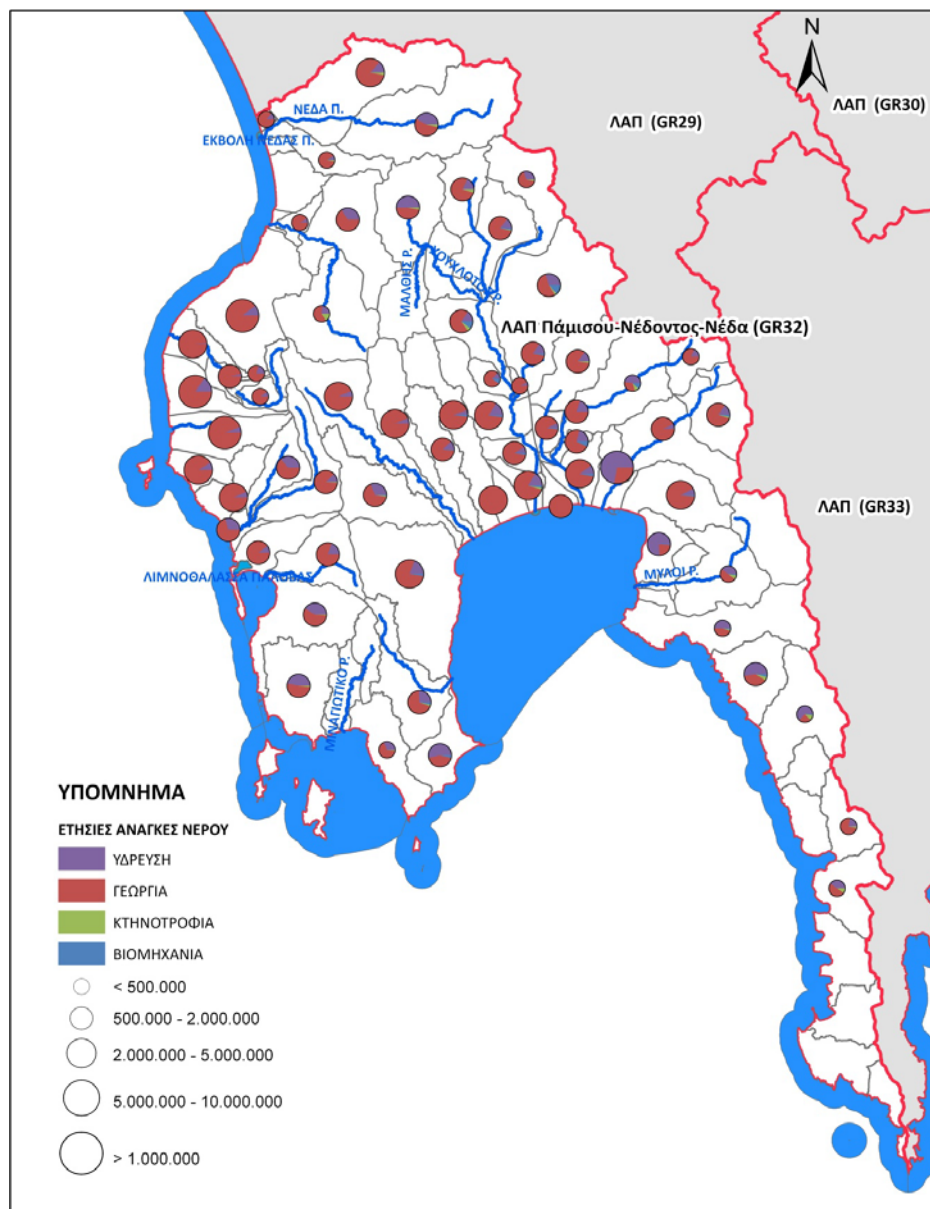 N
ΛΑΠ (GR30)
ΛΑΠ (GR29)
ΝΕΔΑ Π.
ΕΚΒΟΛΗ ΝΕΔΑΣ Π.
ΜΑΛΘΗΣ Ρ.
ΛΑΠ Πάμισου-Νέδοντος-Νέδα (GR32)
ΛΑΠ (GR33)
ΜΥΛΟΙ Ρ.
ΛΙΜΝΟΘΑΛΑΣΣΑ ΓΙΑΛΟΒΑΣ
ΜΙΝΑΓΙΩΤΙΚΟ Ρ.
ΥΠΟΜΝΗΜΑ
ΕΤΗΣΙΕΣ ΑΝΑΓΚΕΣ ΝΕΡΟΥ
ΥΔΡΕΥΣΗ
ΓΕΩΡΓΙΑ
ΚΤΗΝΟΤΡΟΦΙΑ
ΒΙΟΜΗΧΑΝΙΑ
< 500.000
500.000 - 2.000.000
2.000.000 - 5.000.000
5.000.000 - 10.000.000
> 1.000.000